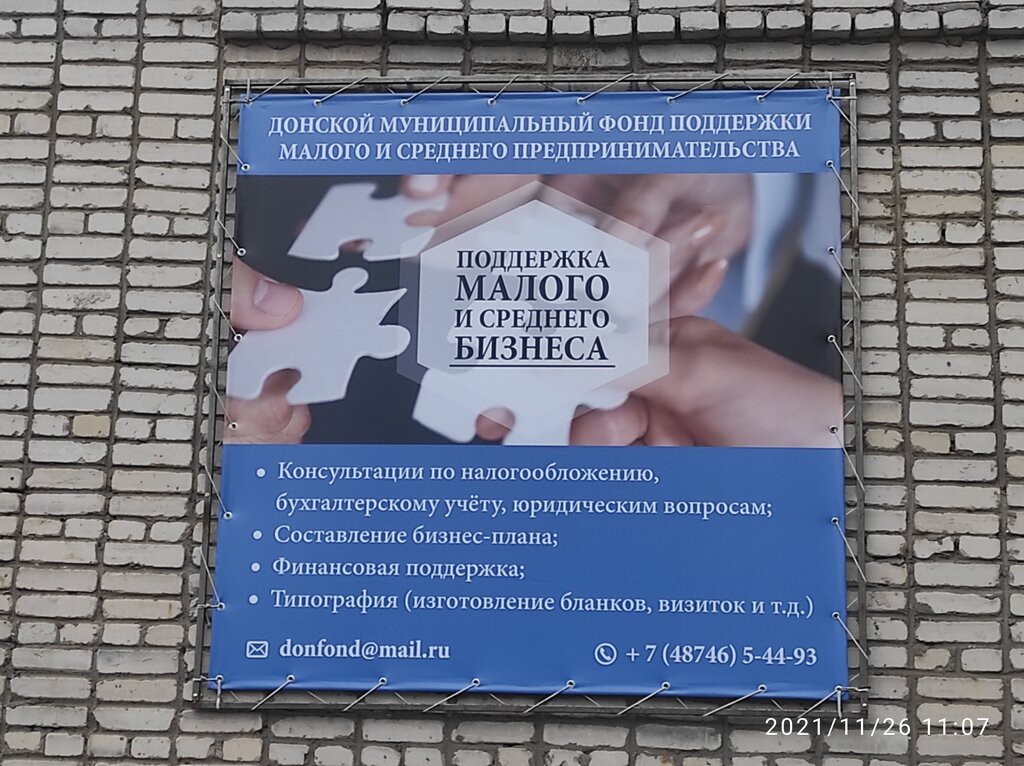 ДОНСКОЙ МУНИЦИПАЛЬНЫЙ ФОНД ПОДДЕРЖКИ
МАЛОГО И СРЕДНЕГО ПРЕДПРИНИМАТЕЛЬСТВА
ПОДДЕРЖКА
МАЛОГО
И СРЕДНЕГО
БИЗНЕСА
• Консультации по налогообложению,
бухгалтерскому учёту, юридическим вопросам;
• Составление бизнес-плана;
• Финансовая поддержка;
• Типография (изготовление бланков, визиток и т.д.)
donfond@mail.ru
+ 7 (48746) 5-44-93
2021/11/26 11:07